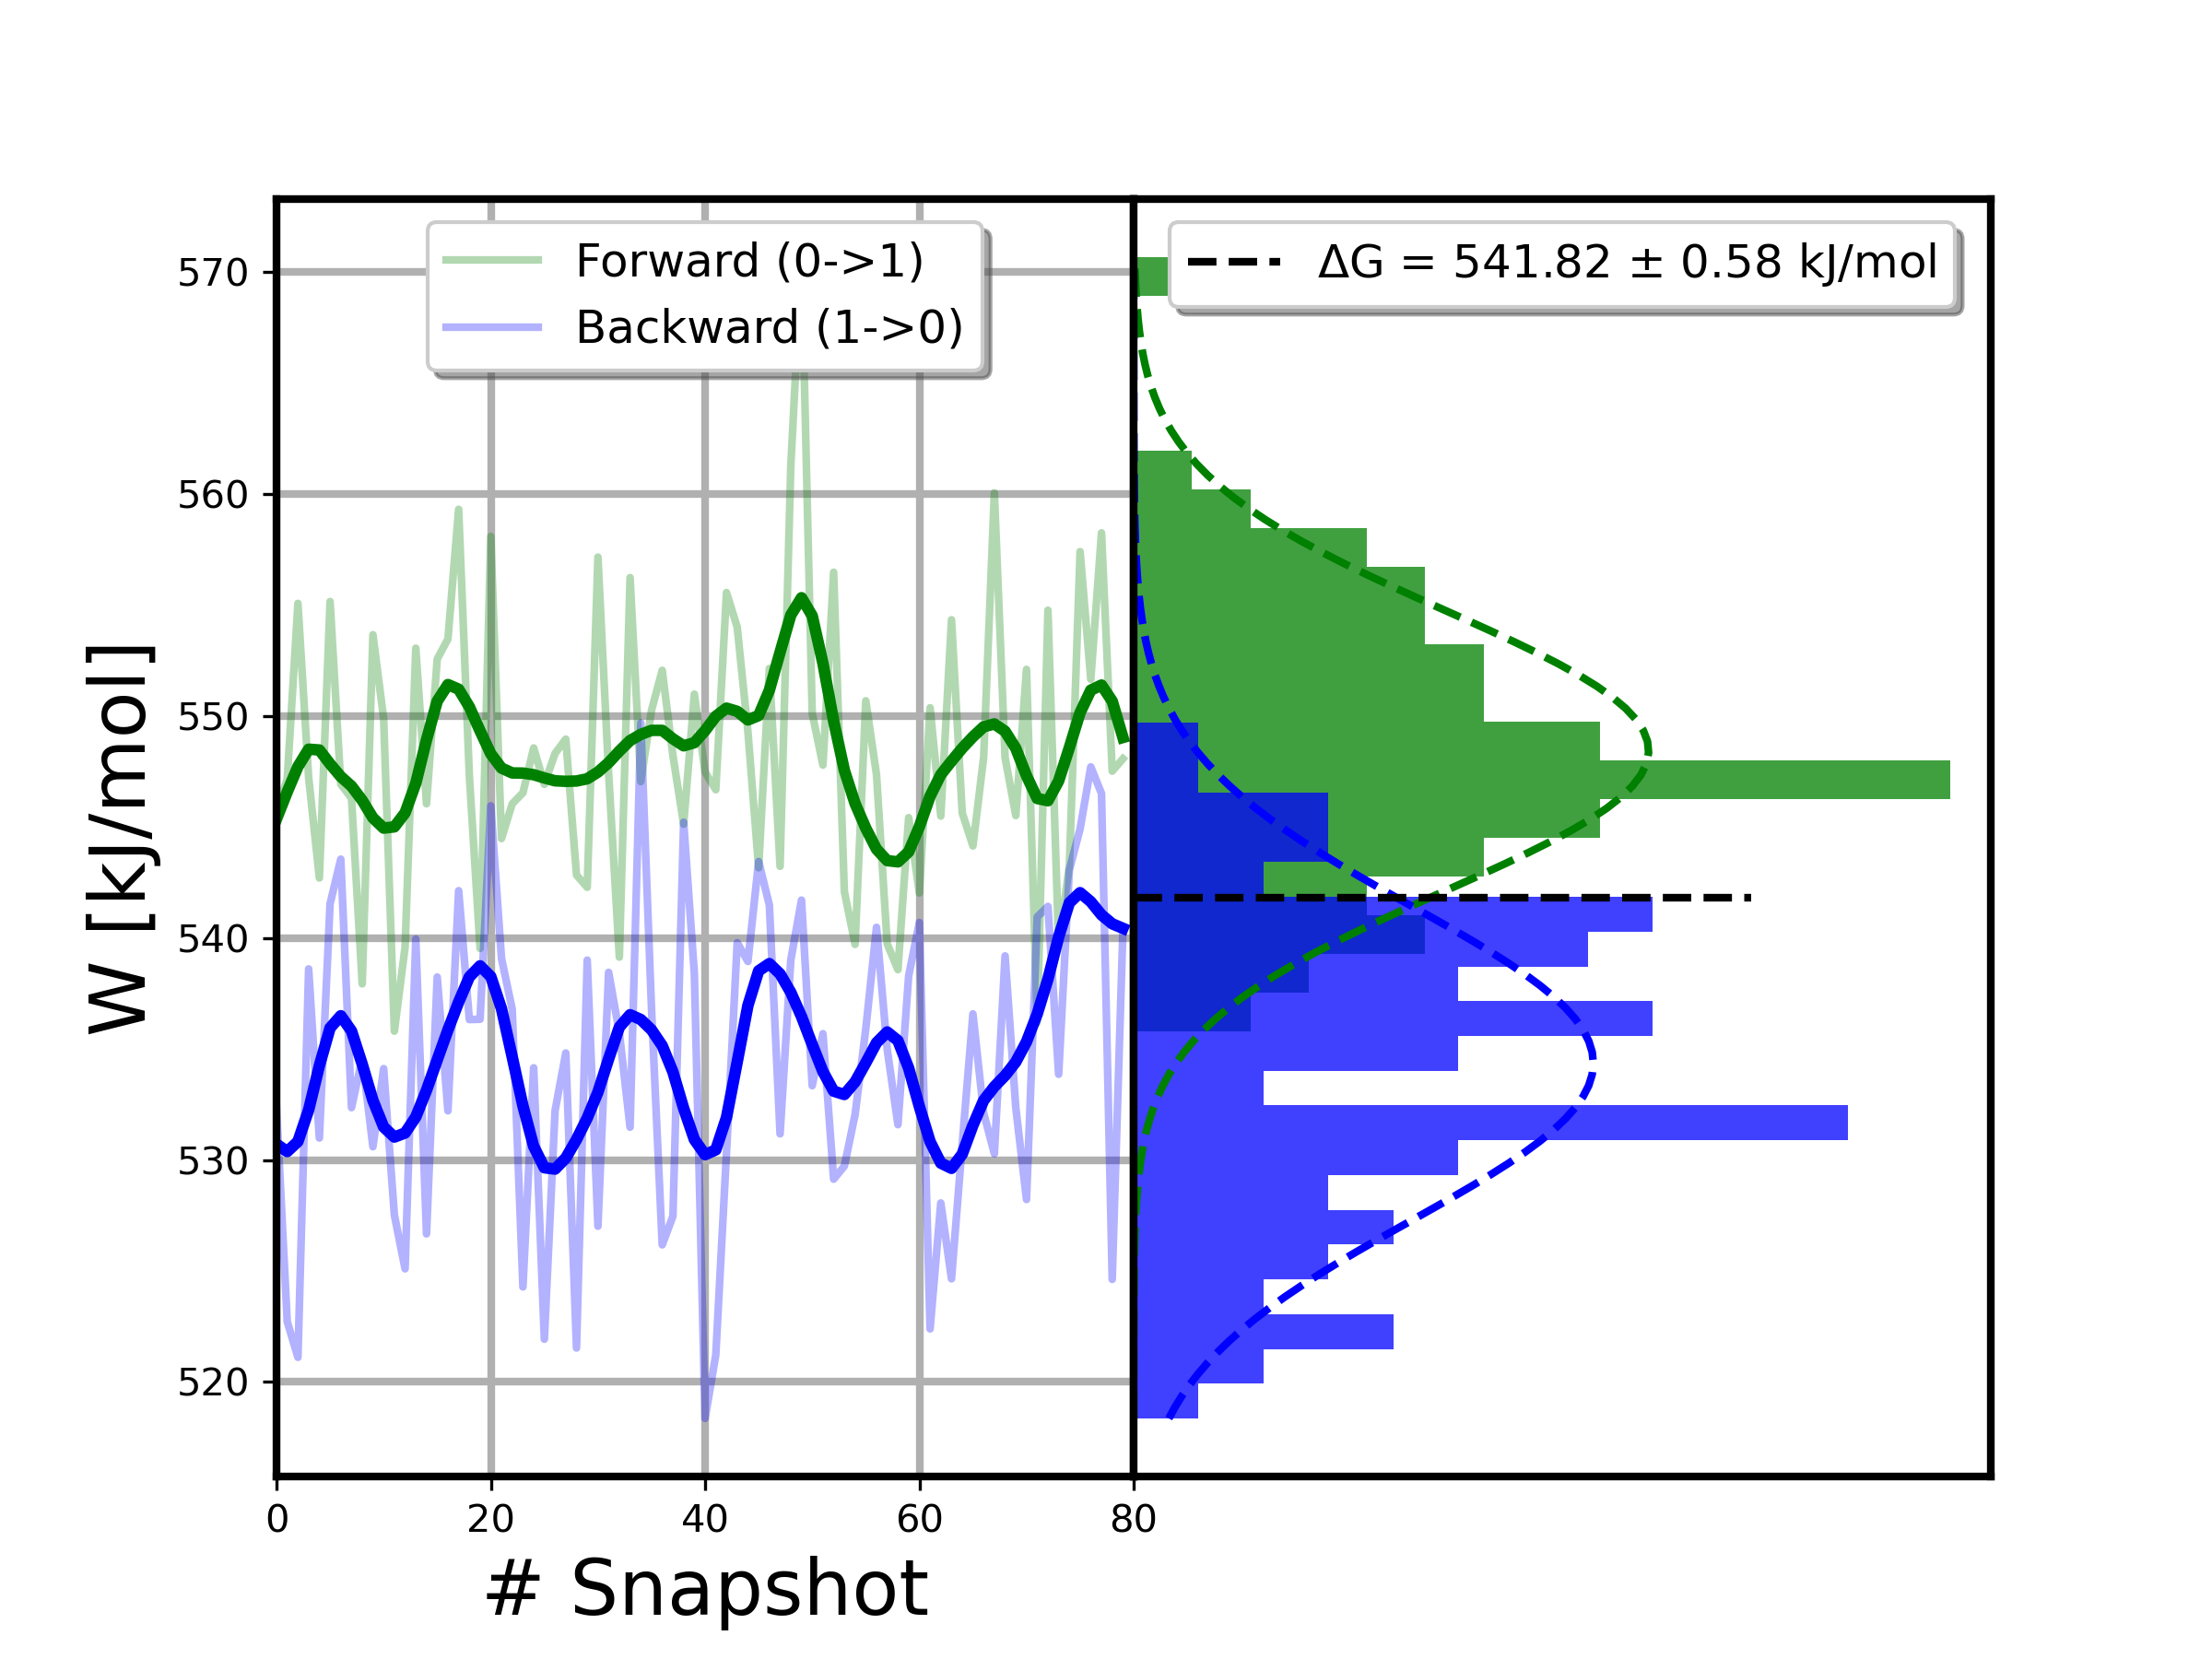 Forward (0->1)
Backward (1->0)
ΔG = 541.82 ± 0.58 kJ/mol
W [kJ/mol]
570
560
550
540
530
520
0 20 40 60 80
# Snapshot